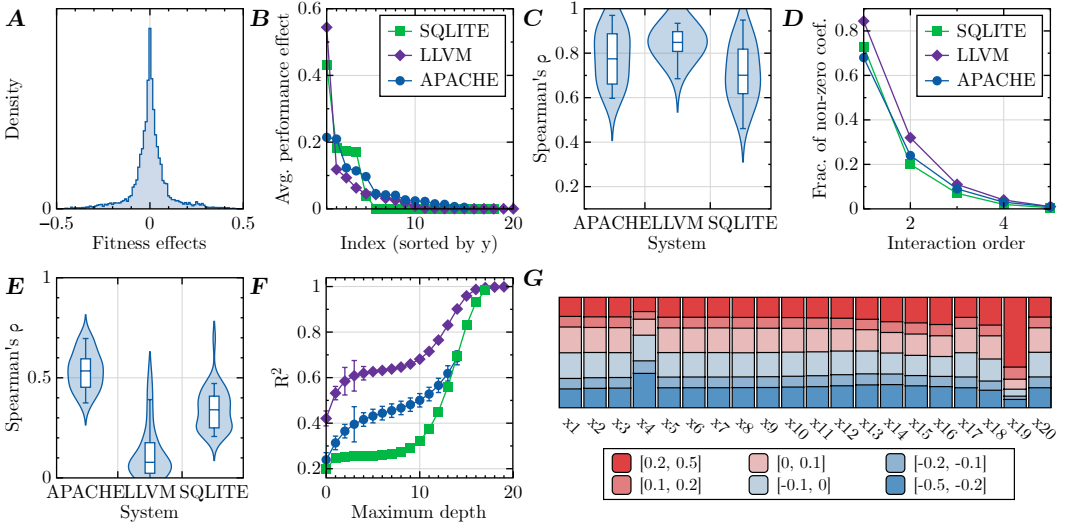 A
Density
−0.5
0
0.5
0
Fitness effects
B
Avg. performance effect
0.6
0.4
0.2
0
SQLITE
LLVM
APACHE
0
10
20
Index (sorted by y)
C
Spearman's ρ
1
0.8
0.6
0.4
0.2
APACHE LLVM SQLITE
System
D
Frac. of non-zero coef.
0.8
0.6
0.4
0.2
0
SQLITE
LLVM
APACHE
2
4
Interaction order
E
Spearman's ρ
1
0.5
0
APACHE LLVM SQLITE
System
F
R²
1
0.8
0.6
0.4
0.2
0
10
20
Maximum depth
G
x1 x2 x3 x4 x5 x6 x7 x8 x9 x10 x11 x12 x13 x14 x15 x16 x17 x18 x19 x20
[0.2, 0.5] [0, 0.1] [-0.2, -0.1]
[0.1, 0.2] [-0.1, 0] [-0.5, -0.2]